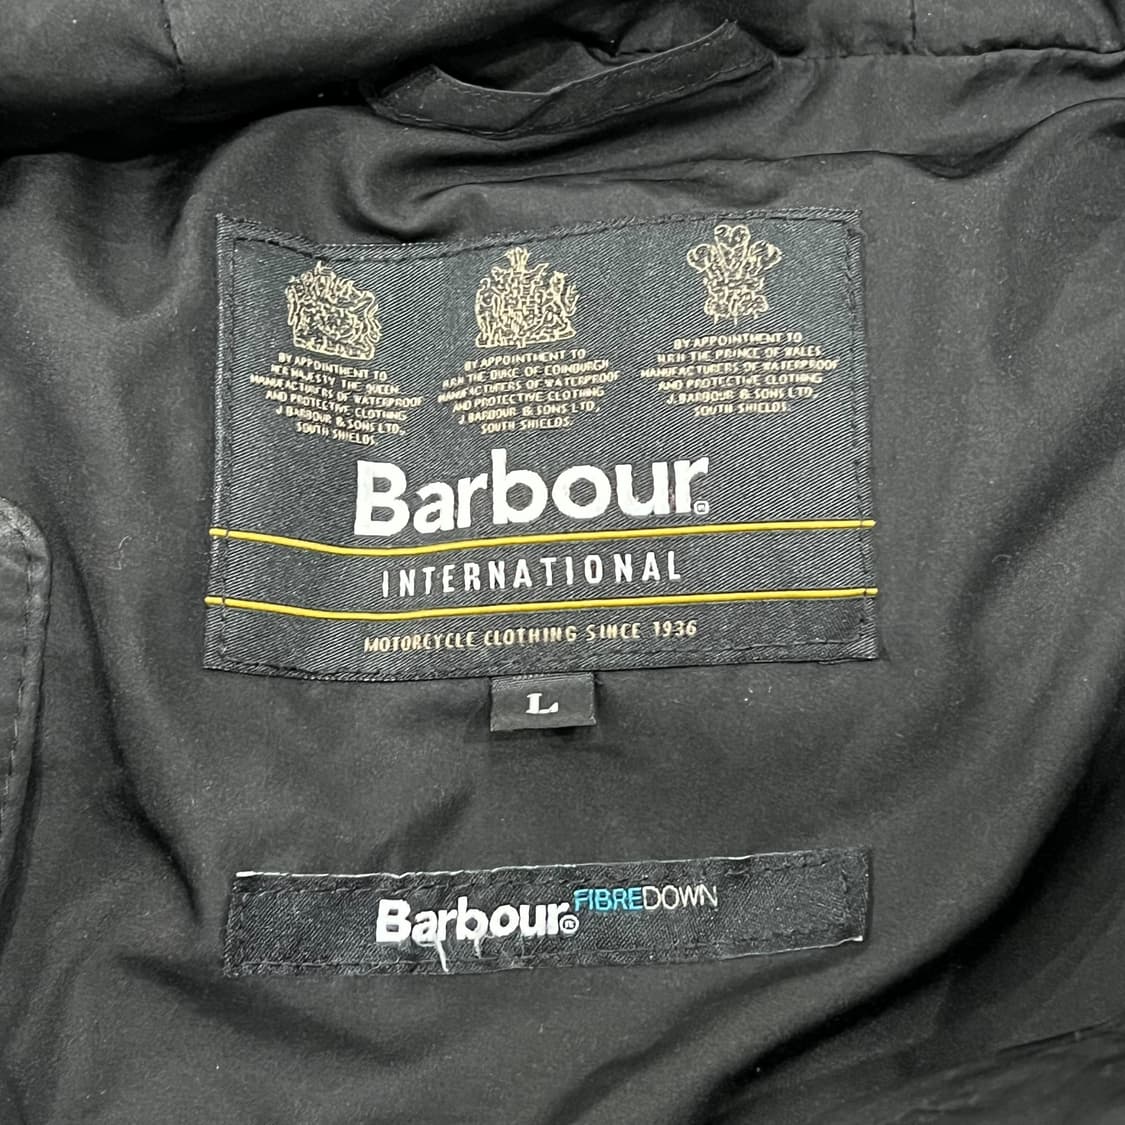 BY APPOINTMENT TO
HER MAJESTY THE QUEEN
MANUFACTURERS OF WATERPROOF
AND PROTECTIVE CLOTHING
J. BARBOUR & SONS LTD,
SOUTH SHIELDS.
BY APPOINTMENT TO
H.R.H THE DUKE OF EDINBURGH
MANUFACTURERS OF WATERPROOF
AND PROTECTIVE CLOTHING
J. BARBOUR & SONS LTD,
SOUTH SHIELDS.
BY APPOINTMENT TO
H.R.H THE PRINCE OF WALES
MANUFACTURERS OF WATERPROOF
AND PROTECTIVE CLOTHING
J. BARBOUR & SONS LTD,
SOUTH SHIELDS.
Barbour®
INTERNATIONAL
MOTORCYCLE CLOTHING SINCE 1936
L
Barbour® FIBREDOWN